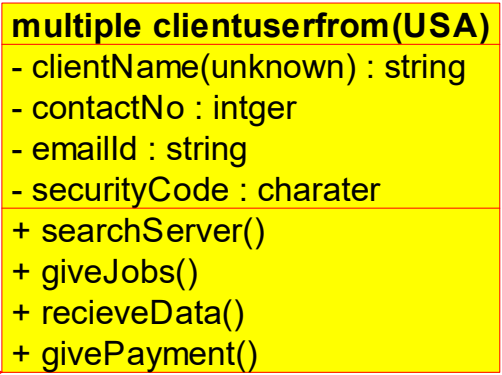 multiple clientuserfrom(USA)
- clientName(unknown) : string
- contactNo : intger
- emailId : string
- securityCode : charater
+ searchServer()
+ giveJobs()
+ recieveData()
+ givePayment()